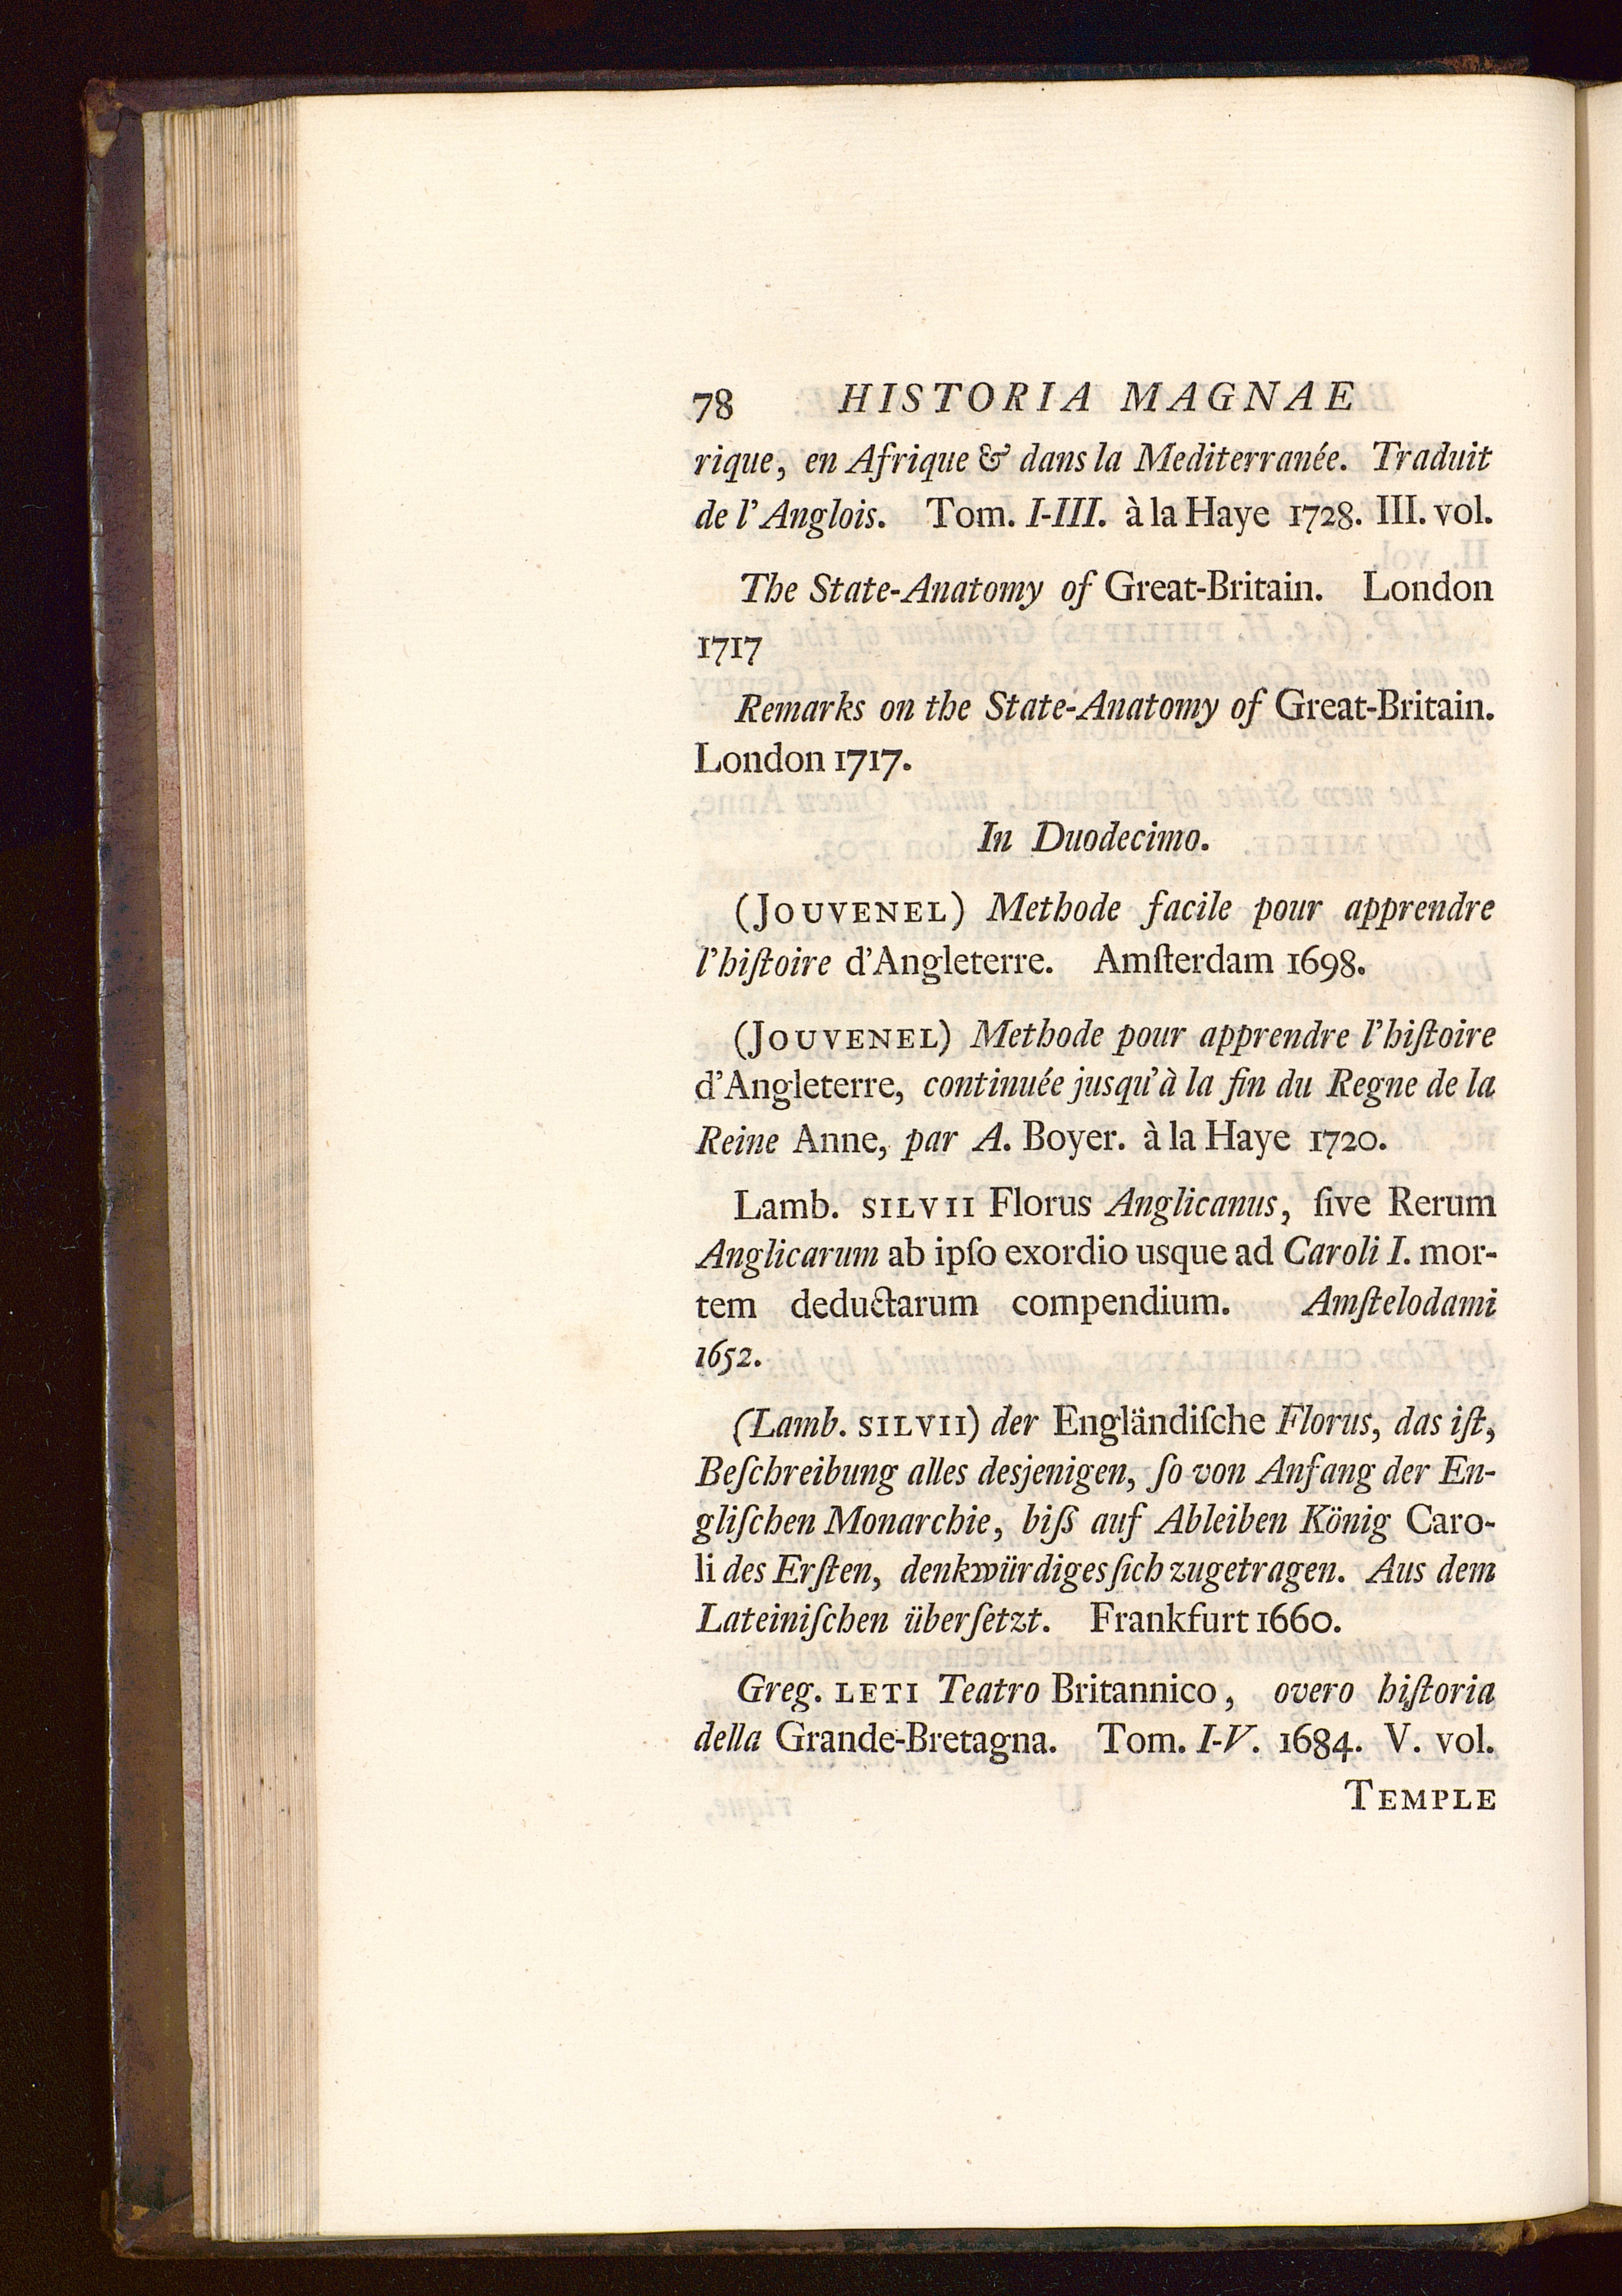 78 HISTORIA MAGNAE
rique, en Afrique & dans la Mediterranée. Traduit
de l'Anglois. Tom. I-III. à la Haye 1728. III. vol.
The State-Anatomy of Great-Britain. London
1717
Remarks on the State-Anatomy of Great-Britain.
London 1717.
In Duodecimo.
(JOUVENEL) Methode facile pour apprendre
l'hiſtoire d'Angleterre. Amſterdam 1698.
(JOUVENEL) Methode pour apprendre l'hiſtoire
d'Angleterre, continuée jusqu'à la fin du Regne de la
Reine Anne, par A. Boyer. à la Haye 1720.
Lamb. SILVII Florus Anglicanus, ſive Rerum
Anglicarum ab ipſo exordio usque ad Caroli I. mor-
tem deductarum compendium. Amſtelodami
1652.
(Lamb. SILVII) der Engländiſche Florus, das iſt,
Beſchreibung alles desjenigen, ſo von Anfang der En-
gliſchen Monarchie, biß auf Ableiben König Caro-
li des Erſten, denkwürdiges ſich zugetragen. Aus dem
Lateiniſchen überſetzt. Frankfurt 1660.
Greg. LETI Teatro Britannico, overo hiſtoria
della Grande-Bretagna. Tom. I-V. 1684. V. vol.
TEMPLE